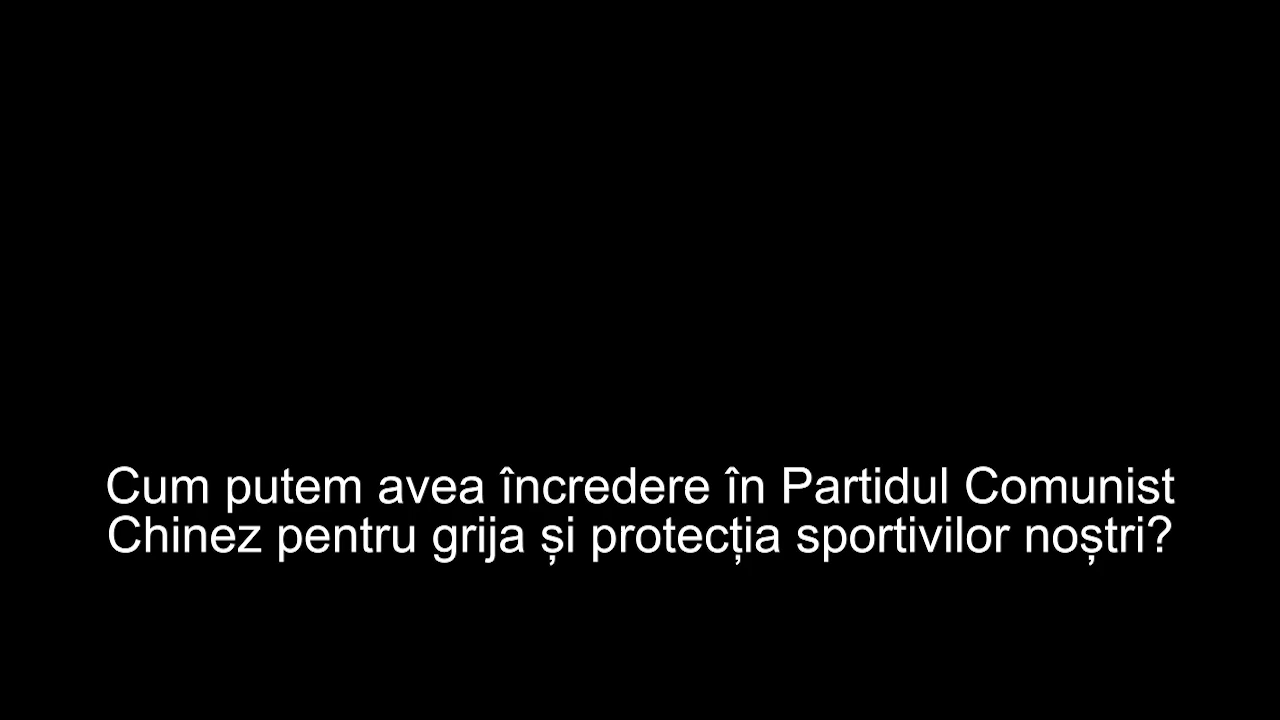 Cum putem avea încredere în Partidul Comunist
Chinez pentru grija și protecția sportivilor noștri?